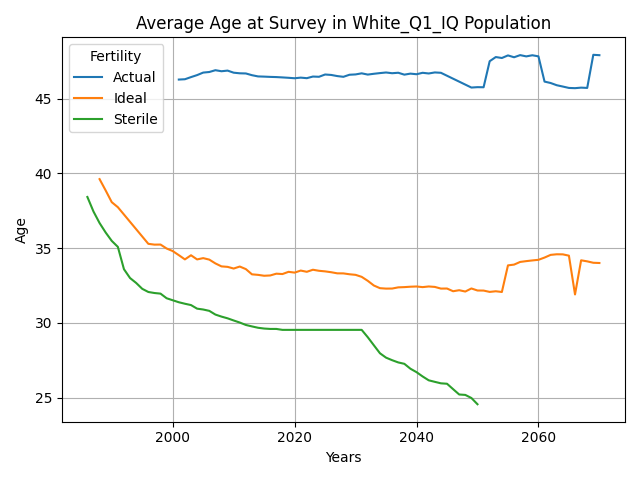 Average Age at Survey in White_Q1_IQ Population
Fertility
Actual
Ideal
Sterile
Age
45
40
35
30
25
2000
2020
2040
2060
Years